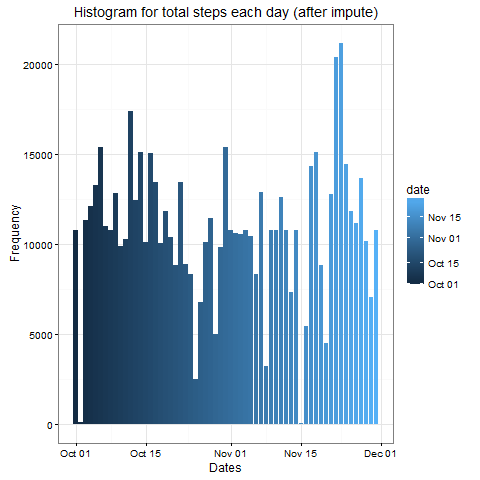 Histogram for total steps each day (after impute)
Frequency
20000
15000
10000
5000
0
Oct 01
Oct 15
Nov 01
Nov 15
Dec 01
Dates
date
Nov 15
Nov 01
Oct 15
Oct 01